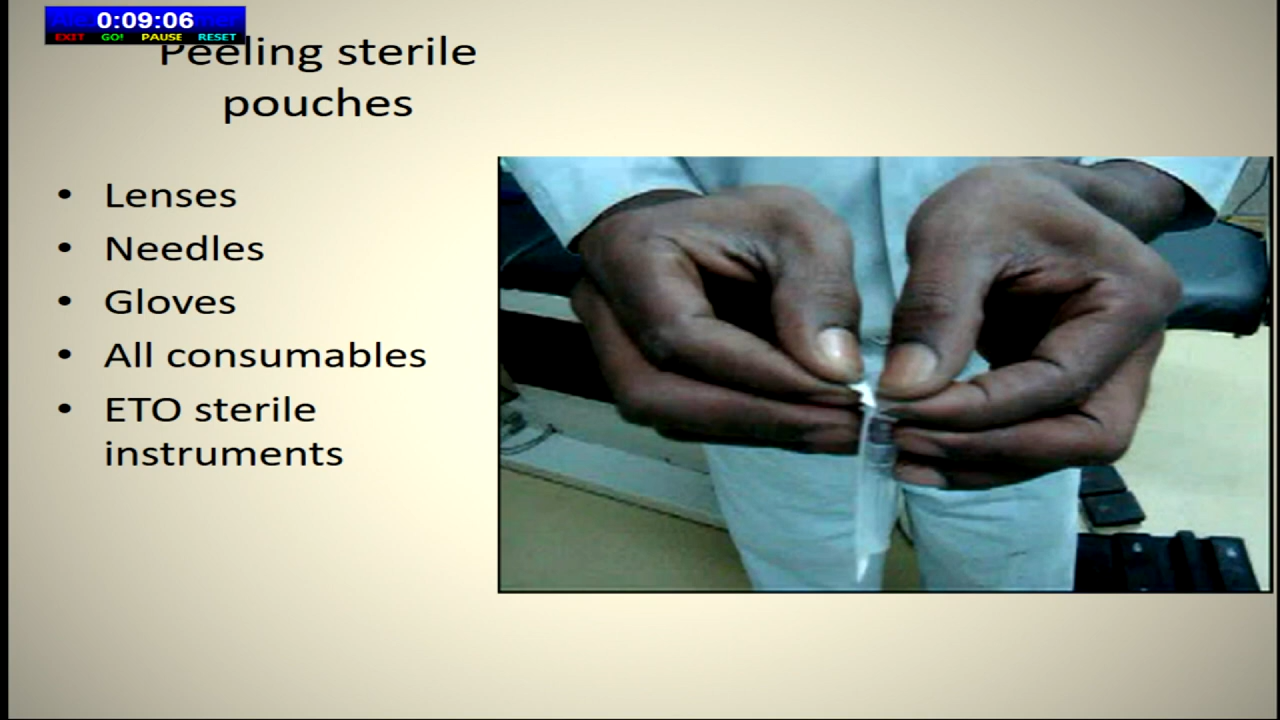 0:09:06
EXIT GO! PAUSE RESET
Peeling sterile
pouches
• Lenses
• Needles
• Gloves
• All consumables
• ETO sterile
instruments